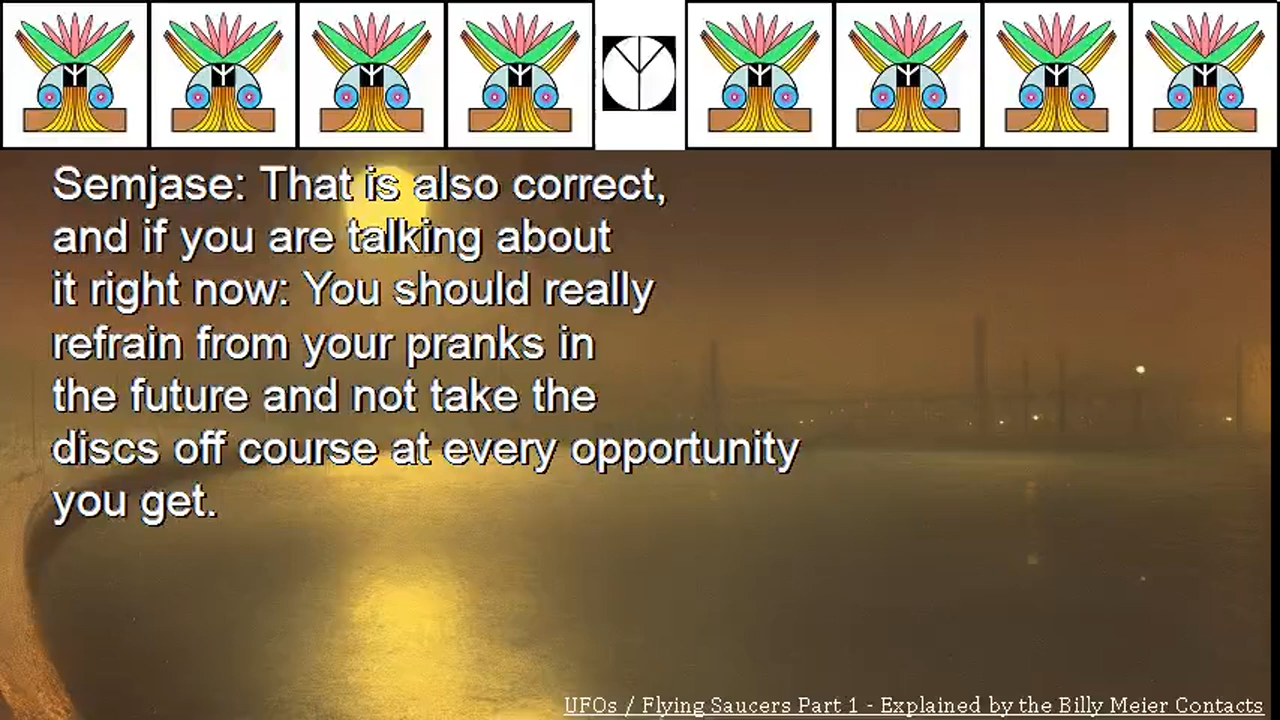 Semjase: That is also correct,
and if you are talking about
it right now: You should really
refrain from your pranks in
the future and not take the
discs off course at every opportunity
you get.
UFOs / Flying Saucers Part 1 - Explained by the Billy Meier Contacts